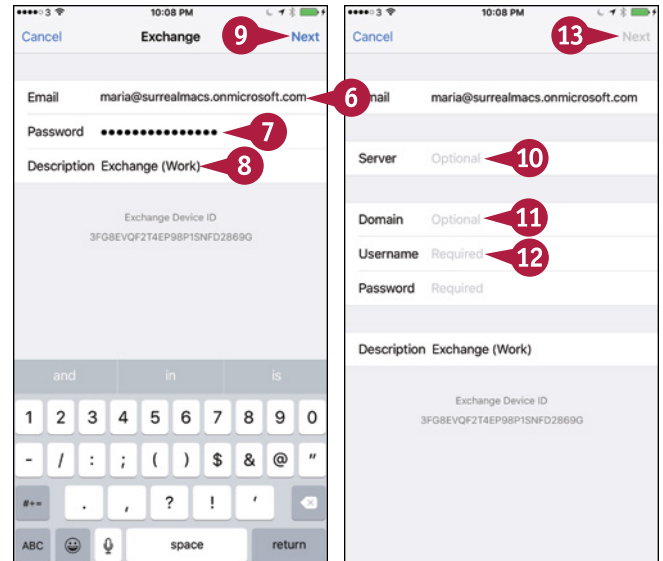 3 10:08 PM
Cancel Exchange 9 Next
Email maria@surrealmacs.onmicrosoft.com 6
Password ●●●●●●●●●●●●●●● 7
Description Exchange (Work) 8
Exchange Device ID
3FG8EVQF2T4EP98P1SNFD2869G
and in is
1 2 3 4 5 6 7 8 9 0
- / : ; ( ) $ & @ "
#+= . , ? ! '
ABC space return
3 10:08 PM
Cancel 13 Next
mail maria@surrealmacs.onmicrosoft.com
Server Optional 10
Domain Optional 11
Username Required 12
Password Required
Description Exchange (Work)
Exchange Device ID
3FG8EVQF2T4EP98P1SNFD2869G